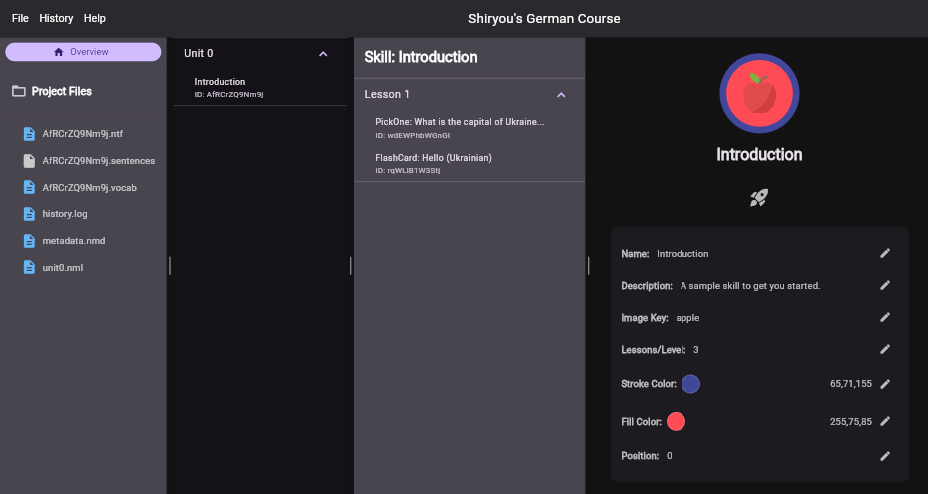 File History Help
Shiryou's German Course
Overview
Project Files
AfRCrZQ9Nm9j.ntf
AfRCrZQ9Nm9j.sentences
AfRCrZQ9Nm9j.vocab
history.log
metadata.nmd
unit0.nml
Unit 0
Introduction
ID: AfRCrZQ9Nm9j
Skill: Introduction
Lesson 1
PickOne: What is the capital of Ukraine...
ID: wdEWPhbWGnGI
FlashCard: Hello (Ukrainian)
ID: rqWLIB1W3Stj
Introduction
Name: Introduction
Description: A sample skill to get you started.
Image Key: apple
Lessons/Level: 3
Stroke Color: 65,71,155
Fill Color: 255,75,85
Position: 0